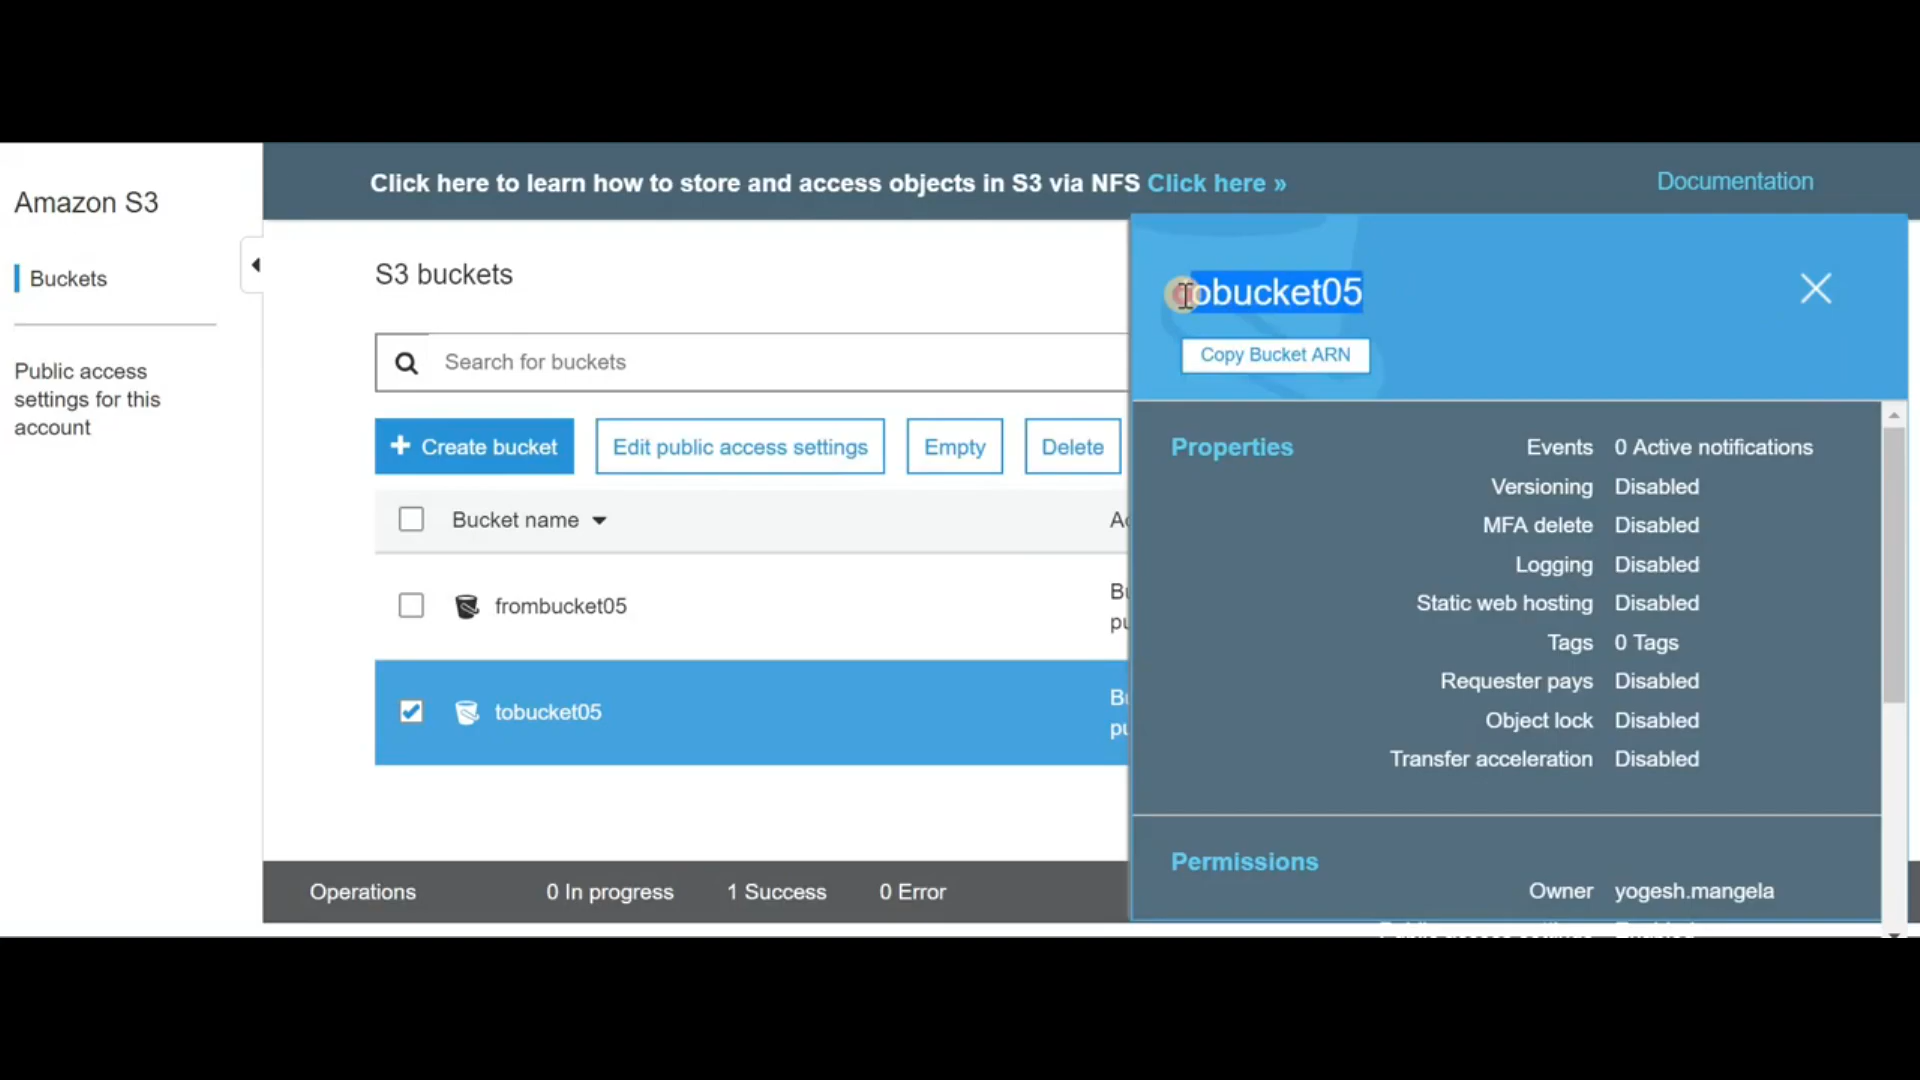 Amazon S3
Buckets
Public access
settings for this
account
Click here to learn how to store and access objects in S3 via NFS Click here »
Documentation
S3 buckets
Search for buckets
+ Create bucket
Edit public access settings
Empty
Delete
Bucket name
frombucket05
tobucket05
Operations
0 In progress
1 Success
0 Error
tobucket05
Copy Bucket ARN
Properties
Events 0 Active notifications
Versioning Disabled
MFA delete Disabled
Logging Disabled
Static web hosting Disabled
Tags 0 Tags
Requester pays Disabled
Object lock Disabled
Transfer acceleration Disabled
Permissions
Owner yogesh.mangela